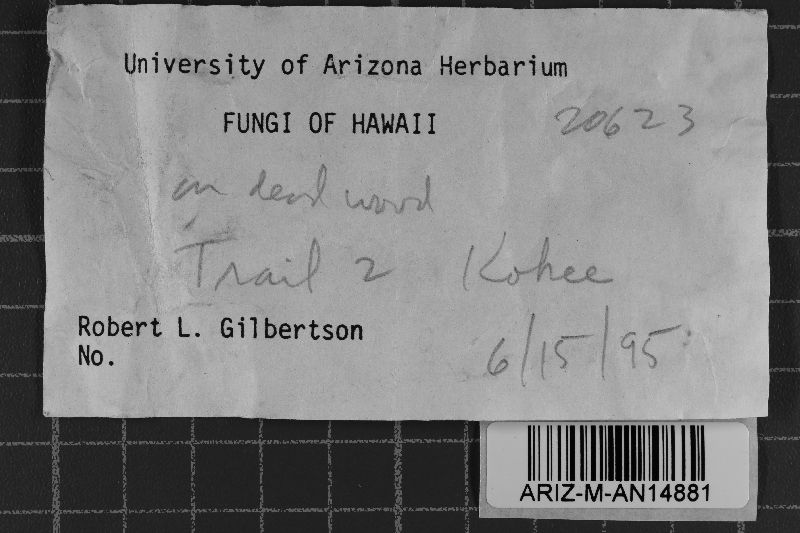 University of Arizona Herbarium
FUNGI OF HAWAII
20623
on dead wood
Trail 2 Kokee
Robert L. Gilbertson
No.
6/15/95
ARIZ-M-AN14881